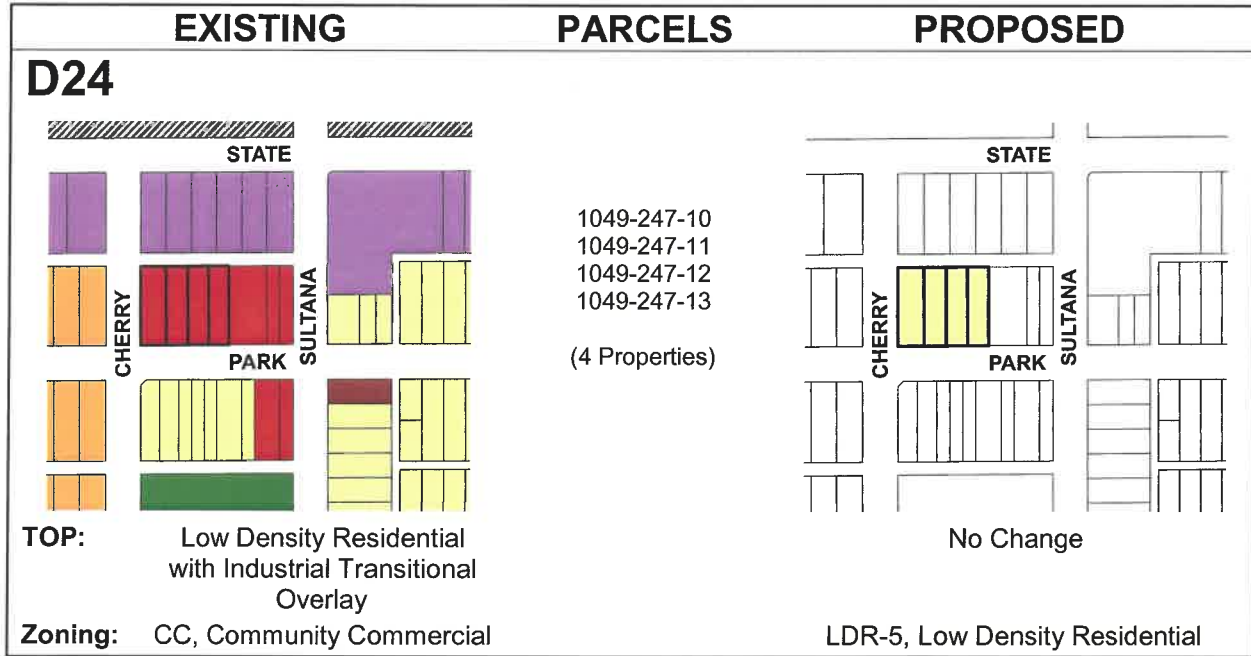 EXISTING PARCELS PROPOSED
D24
STATE
CHERRY
SULTANA
PARK
1049-247-10
1049-247-11
1049-247-12
1049-247-13
(4 Properties)
STATE
CHERRY
SULTANA
PARK
TOP: Low Density Residential
with Industrial Transitional
Overlay
No Change
Zoning: CC, Community Commercial
LDR-5, Low Density Residential